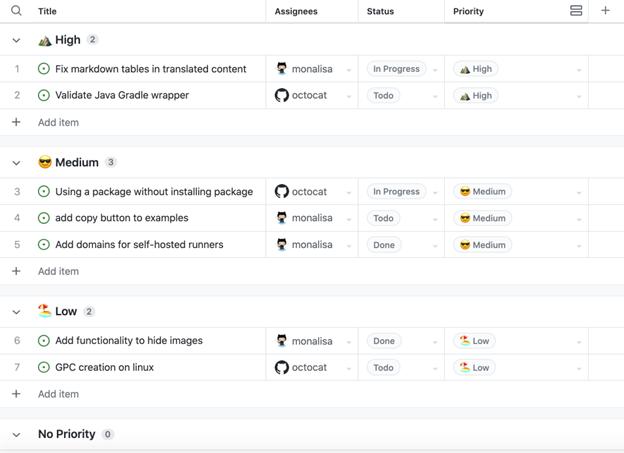 Title Assignees Status Priority
High 2
1 Fix markdown tables in translated content monalisa In Progress High
2 Validate Java Gradle wrapper octocat Todo High
Add item
Medium 3
3 Using a package without installing package octocat In Progress Medium
4 add copy button to examples monalisa Todo Medium
5 Add domains for self-hosted runners monalisa Done Medium
Add item
Low 2
6 Add functionality to hide images monalisa Done Low
7 GPC creation on linux octocat Todo Low
Add item
No Priority 0